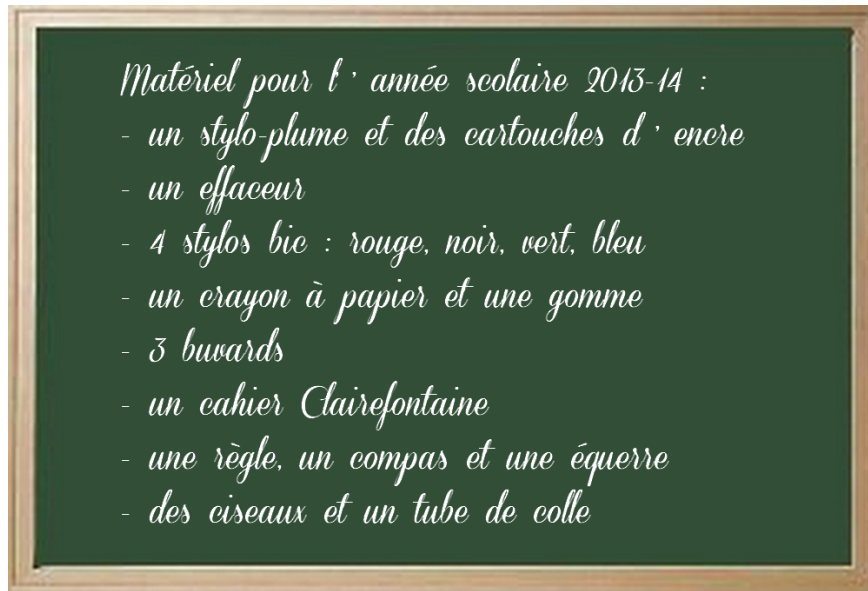 Matériel pour l'année scolaire 2013-14 :
- un stylo-plume et des cartouches d'encre
- un effaceur
- 4 stylos bic : rouge, noir, vert, bleu
- un crayon à papier et une gomme
- 3 buvards
- un cahier Clairefontaine
- une règle, un compas et une équerre
- des ciseaux et un tube de colle